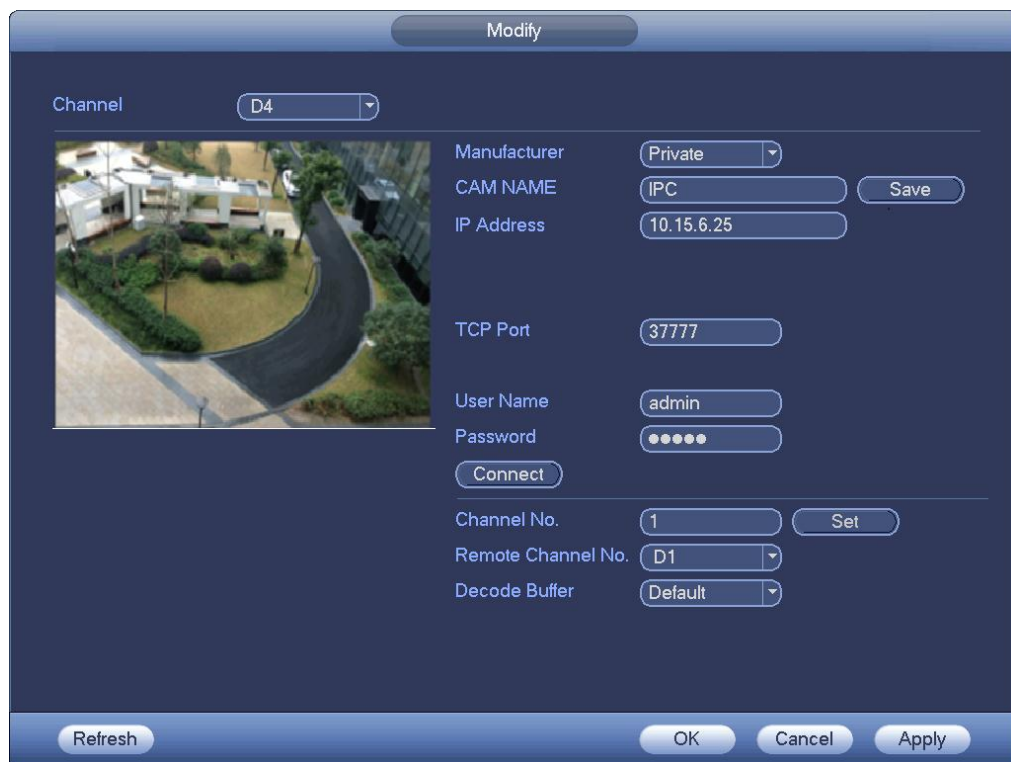 Modify
Channel D4
Manufacturer Private
CAM NAME IPC Save
IP Address 10.15.6.25
TCP Port 37777
User Name admin
Password ●●●●●
Connect
Channel No. 1 Set
Remote Channel No. D1
Decode Buffer Default
Refresh OK Cancel Apply